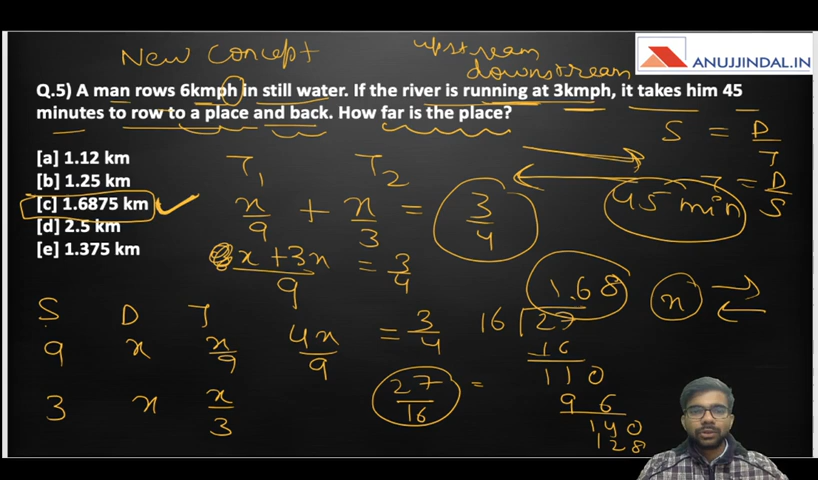 New Concept
upstream
downstream
ANUJJINDAL.IN
Q.5) A man rows 6kmph in still water. If the river is running at 3kmph, it takes him 45
minutes to row to a place and back. How far is the place?
S = D/T
T = D/S
[a] 1.12 km
[b] 1.25 km
[c] 1.6875 km
[d] 2.5 km
[e] 1.375 km
T1 T2
x/9 + x/3 = 3/4
45 min
x + 3x/9 = 3/4
1.68
x
S D T
9 x x/9
3 x x/3
4x/9 = 3/4
27/16 =
16 27
16
110
96
140
128